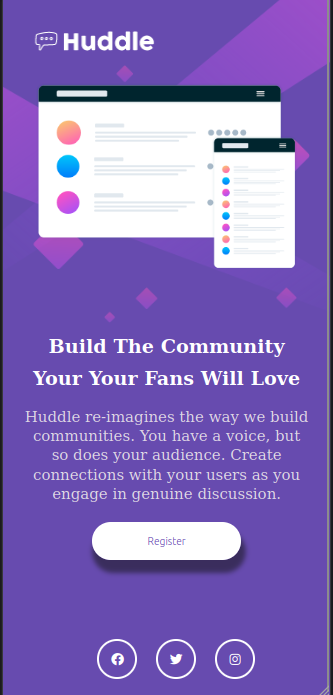 Huddle
Build The Community
Your Your Fans Will Love
Huddle re-imagines the way we build
communities. You have a voice, but
so does your audience. Create
connections with your users as you
engage in genuine discussion.
Register